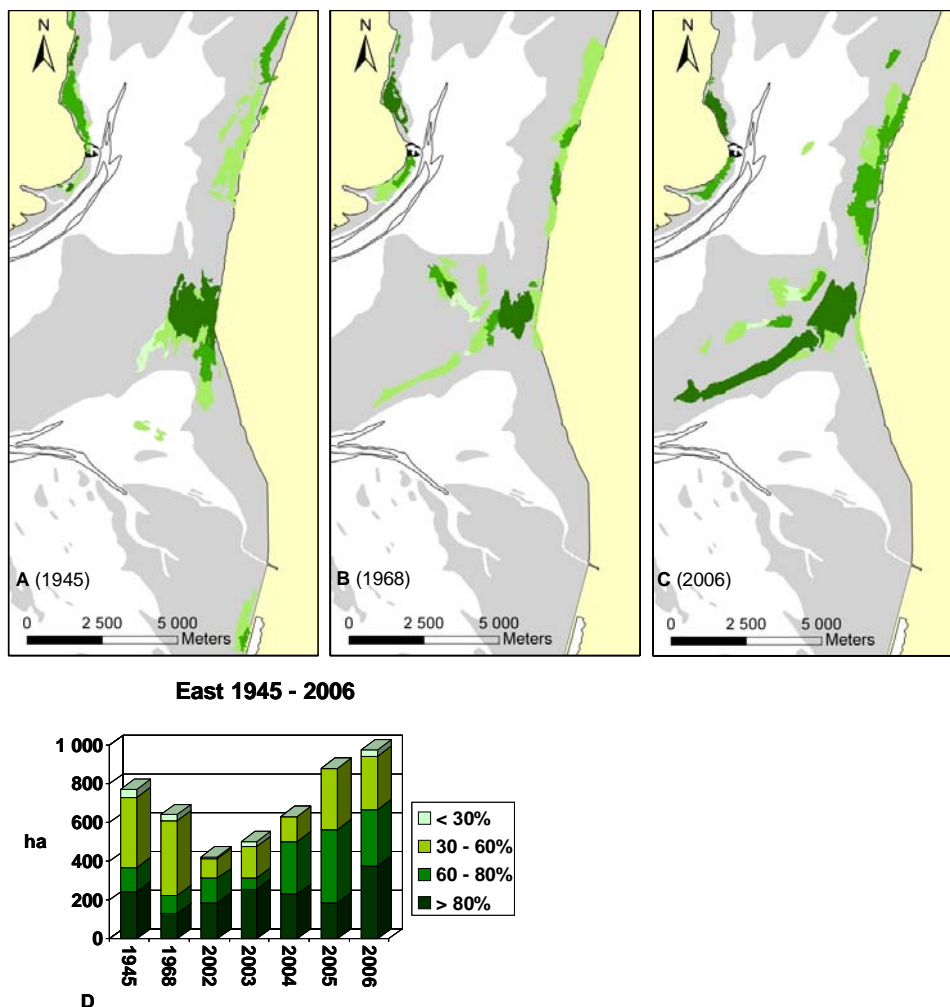 N
N
N
A (1945)
B (1968)
C (2006)
0 2 500 5 000 Meters
0 2 500 5 000 Meters
0 2 500 5 000 Meters
East 1945 - 2006
1 000
800
600
400
200
0
ha
< 30%
30 - 60%
60 - 80%
> 80%
1945
1968
2002
2003
2004
2005
2006
D